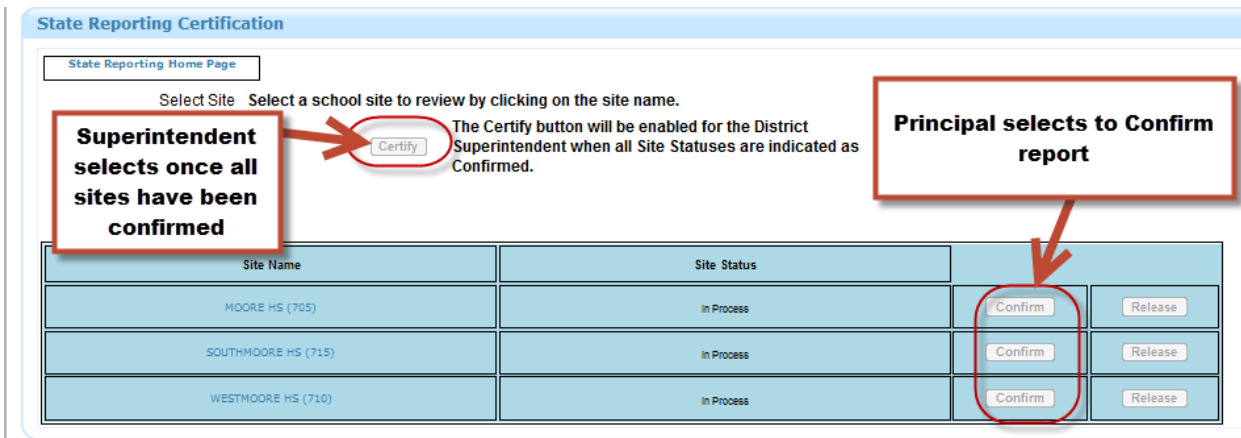 State Reporting Certification
State Reporting Home Page
Select Site Select a school site to review by clicking on the site name.
Superintendent
selects once all
sites have been
confirmed
Certify
The Certify button will be enabled for the District
Superintendent when all Site Statuses are indicated as
Confirmed.
Principal selects to Confirm
report
Site Name Site Status
MOORE HS (705) In Process Confirm Release
SOUTHMOORE HS (715) In Process Confirm Release
WESTMOORE HS (710) In Process Confirm Release